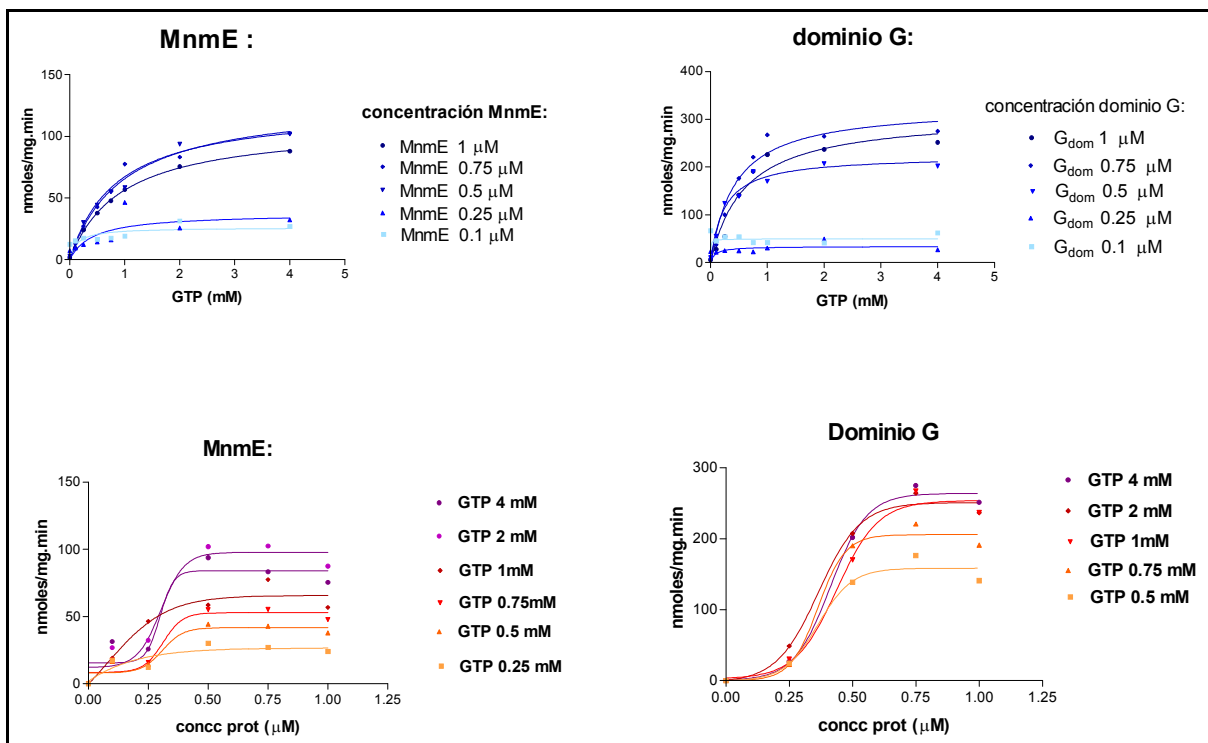 MnmE :
150
100
50
0
nmoles/mg.min
0 1 2 3 4 5
GTP (mM)
concentración MnmE:
MnmE 1 μM
MnmE 0.75 μM
MnmE 0.5 μM
MnmE 0.25 μM
MnmE 0.1 μM
dominio G:
400
300
200
100
0
nmoles/mg.min
0 1 2 3 4 5
GTP (mM)
concentración dominio G:
Gdom 1 μM
Gdom 0.75 μM
Gdom 0.5 μM
Gdom 0.25 μM
Gdom 0.1 μM
MnmE:
150
100
50
0
nmoles/mg.min
0.00 0.25 0.50 0.75 1.00
concc prot (μM)
GTP 4 mM
GTP 2 mM
GTP 1mM
GTP 0.75mM
GTP 0.5 mM
GTP 0.25 mM
Dominio G
300
200
100
0
nmoles/mg.min
0.00 0.25 0.50 0.75 1.00
concc prot (μM)
GTP 4 mM
GTP 2 mM
GTP 1mM
GTP 0.75 mM
GTP 0.5 mM